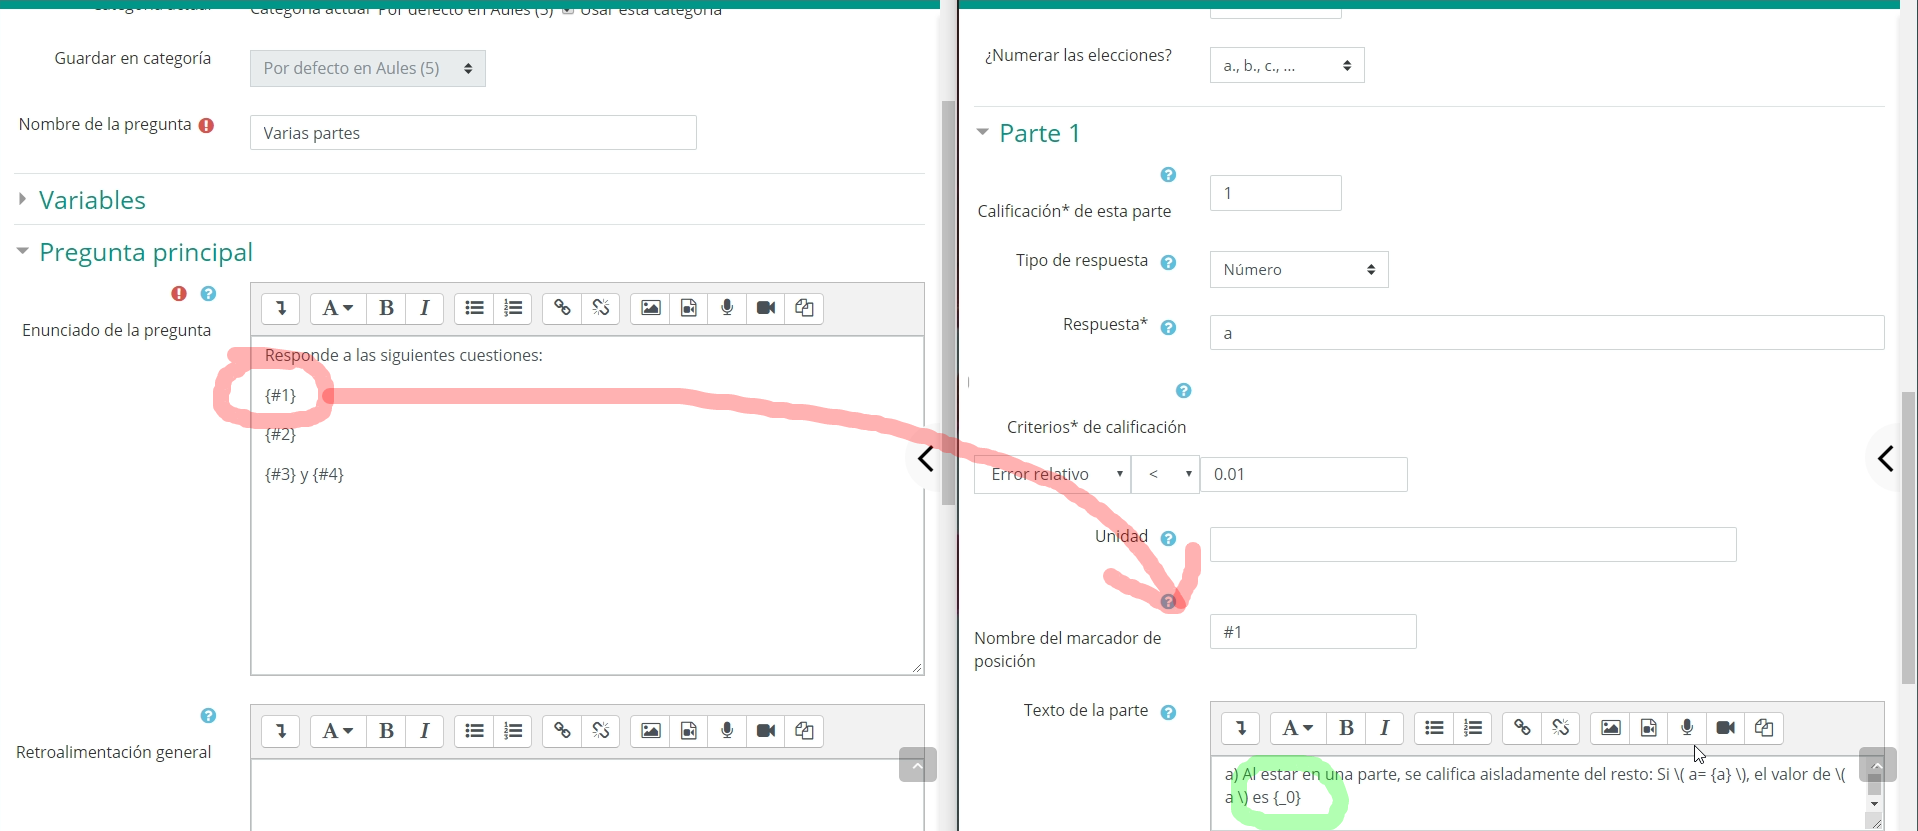 Categoría actual
Categoría actual Por defecto en Aules (5) Usar esta categoría
Guardar en categoría
Por defecto en Aules (5)
Nombre de la pregunta
Varias partes
Variables
Pregunta principal
Enunciado de la pregunta
A B I
Responde a las siguientes cuestiones:
{#1}
{#2}
{#3} y {#4}
Retroalimentación general
A B I
¿Numerar las elecciones?
a., b., c., ...
Parte 1
Calificación* de esta parte
1
Tipo de respuesta
Número
Respuesta*
a
Criterios* de calificación
Error relativo
<
0.01
Unidad
Nombre del marcador de
posición
#1
Texto de la parte
A B I
a) Al estar en una parte, se califica aisladamente del resto: Si \( a= {a} \), el valor de \(
a \) es {_0}